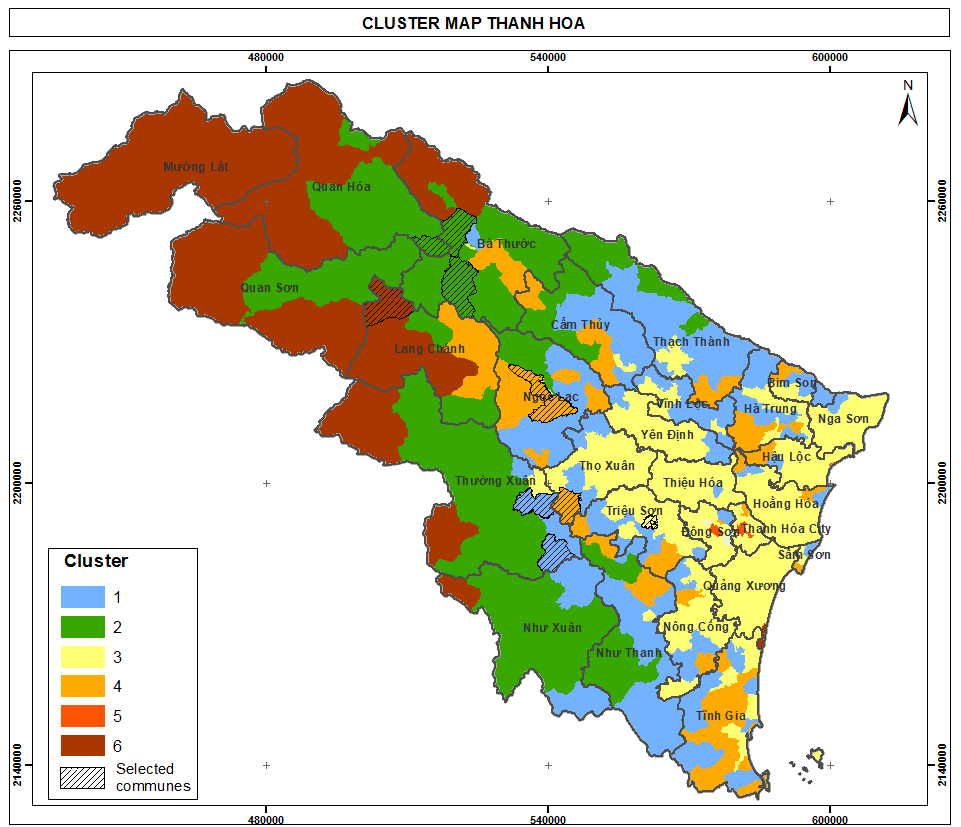 CLUSTER MAP THANH HOA
480000
540000
600000
N
Mường Lát
Quan Hóa
2260000
2260000
Bá Thước
Quan Sơn
Cẩm Thủy
Thạch Thành
Lang Chánh
Bỉm Sơn
Ngọc Lạc
Vĩnh Lộc
Hà Trung
Nga Sơn
Yên Định
Hậu Lộc
Thọ Xuân
2200000
2200000
Thường Xuân
Thiệu Hóa
Hoằng Hóa
Triệu Sơn
Đông Sơn
Thanh Hóa City
Sầm Sơn
Quảng Xương
Như Xuân
Nông Cống
Như Thanh
Tĩnh Gia
Cluster
1
2
3
4
5
6
Selected
communes
2140000
2140000
480000
540000
600000